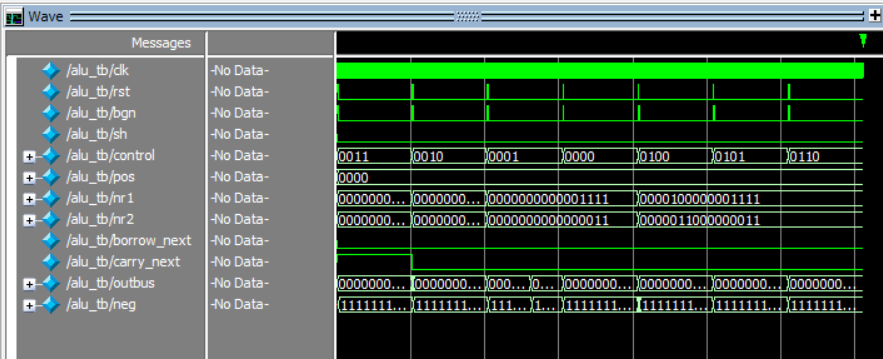 Wave
Messages
/alu_tb/clk -No Data-
/alu_tb/rst -No Data-
/alu_tb/bgn -No Data-
/alu_tb/sh -No Data-
/alu_tb/control -No Data- 0011 0010 0001 0000 0100 0101 0110
/alu_tb/pos -No Data- 0000
/alu_tb/nr1 -No Data- 0000000... 0000000... 0000000000001111 0000100000001111
/alu_tb/nr2 -No Data- 0000000... 0000000... 0000000000000011 0000011000000011
/alu_tb/borrow_next -No Data-
/alu_tb/carry_next -No Data-
/alu_tb/outbus -No Data- 0000000... 0000000... 000... 0... 0000000... 0000000... 0000000... 0000000...
/alu_tb/neg -No Data- 1111111... 1111111... 111... 1... 1111111... 1111111... 1111111... 1111111...